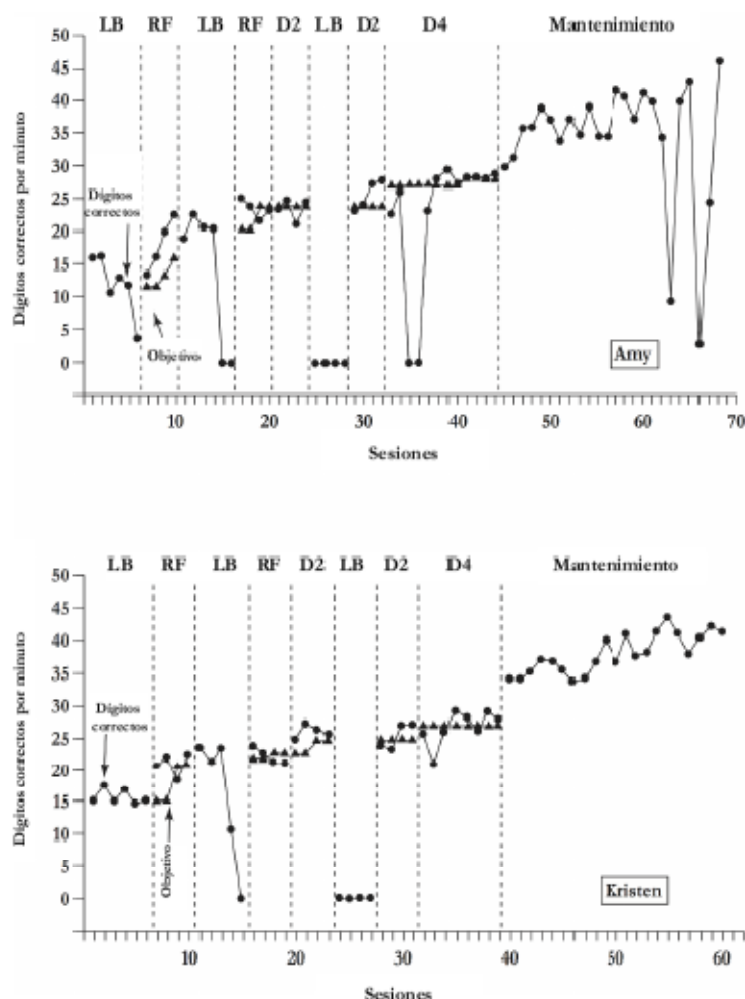 LB RF LB RF D2 LB D2 D4 Mantenimiento
50
45
40
35
30
25
20
15
10
5
0
Dígitos correctos por minuto
Dígitos
correctos
Objetivo
Amy
10 20 30 40 50 60 70
Sesiones
LB RF LB RF D2 LB D2 D4 Mantenimiento
50
45
40
35
30
25
20
15
10
5
0
Dígitos correctos por minuto
Dígitos
correctos
Objetivo
Kristen
10 20 30 40 50 60
Sesiones